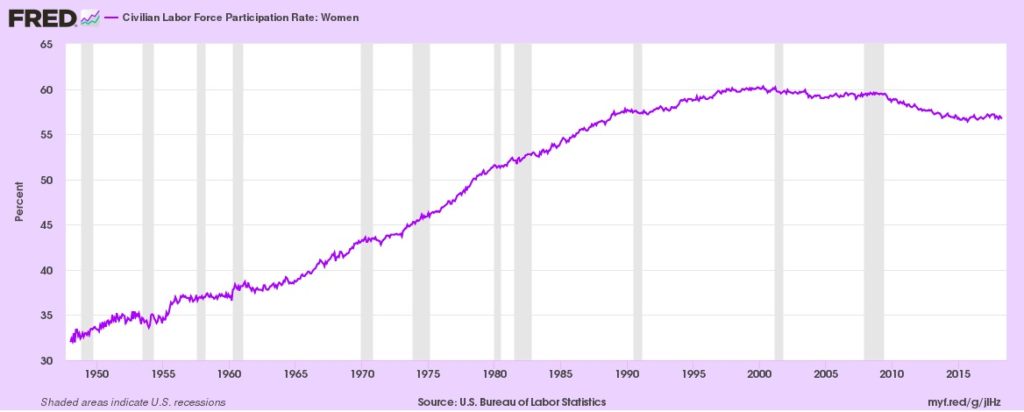 FRED Civilian Labor Force Participation Rate: Women
65
60
55
50
45
40
35
30
Percent
1950 1955 1960 1965 1970 1975 1980 1985 1990 1995 2000 2005 2010 2015
Shaded areas indicate U.S. recessions Source: U.S. Bureau of Labor Statistics myf.red/g/jlHz